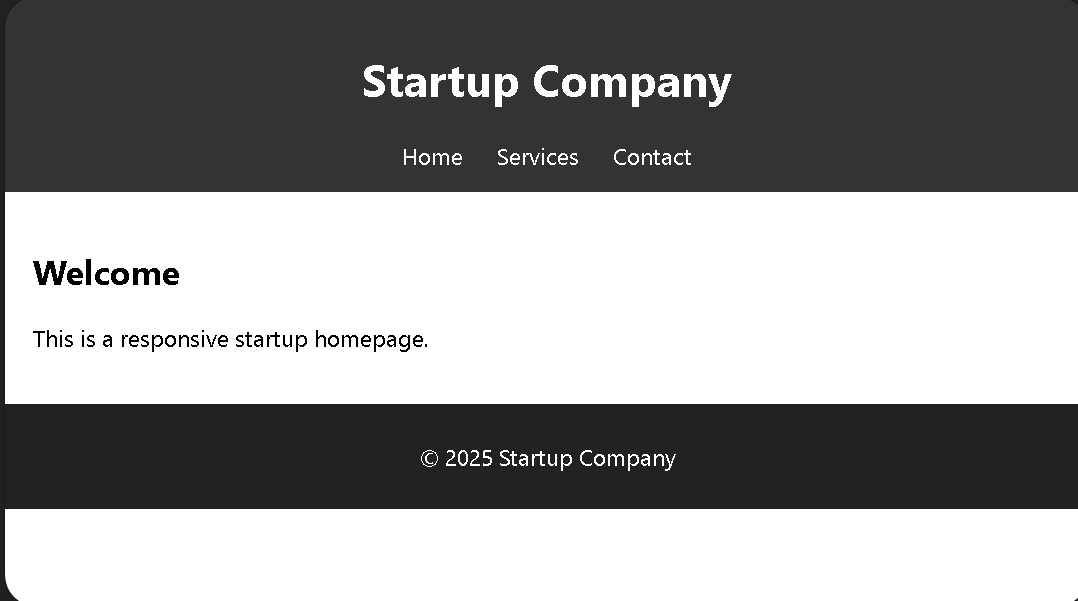 Startup Company
Home Services Contact
Welcome
This is a responsive startup homepage.
© 2025 Startup Company